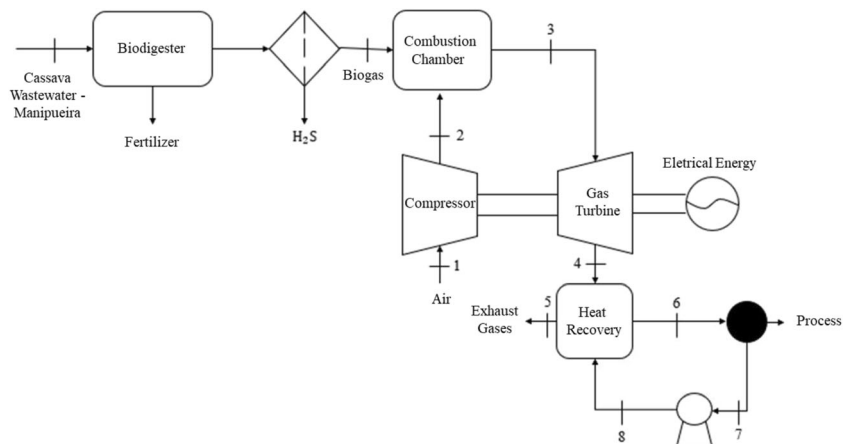 Biodigester
Cassava
Wastewater -
Manipueira
Fertilizer
H₂S
Biogas
Combustion
Chamber
3
2
Compressor
1
Air
Gas
Turbine
Eletrical Energy
4
Heat
Recovery
5
Exhaust
Gases
6
Process
7
8